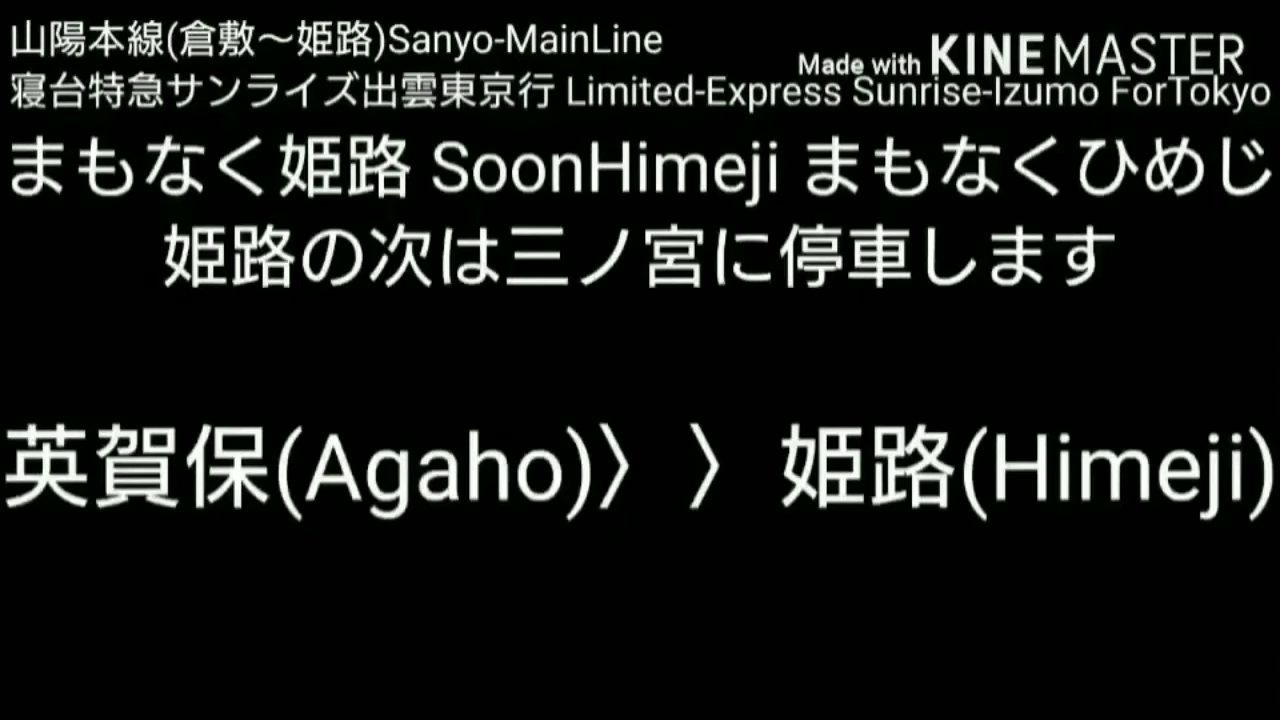 山陽本線(倉敷～姫路)Sanyo-MainLine
Made with KINEMASTER
寝台特急サンライズ出雲東京行 Limited-Express Sunrise-Izumo ForTokyo
まもなく姫路 SoonHimeji まもなくひめじ
姫路の次は三ノ宮に停車します
英賀保(Agaho)〉 〉 姫路(Himeji)